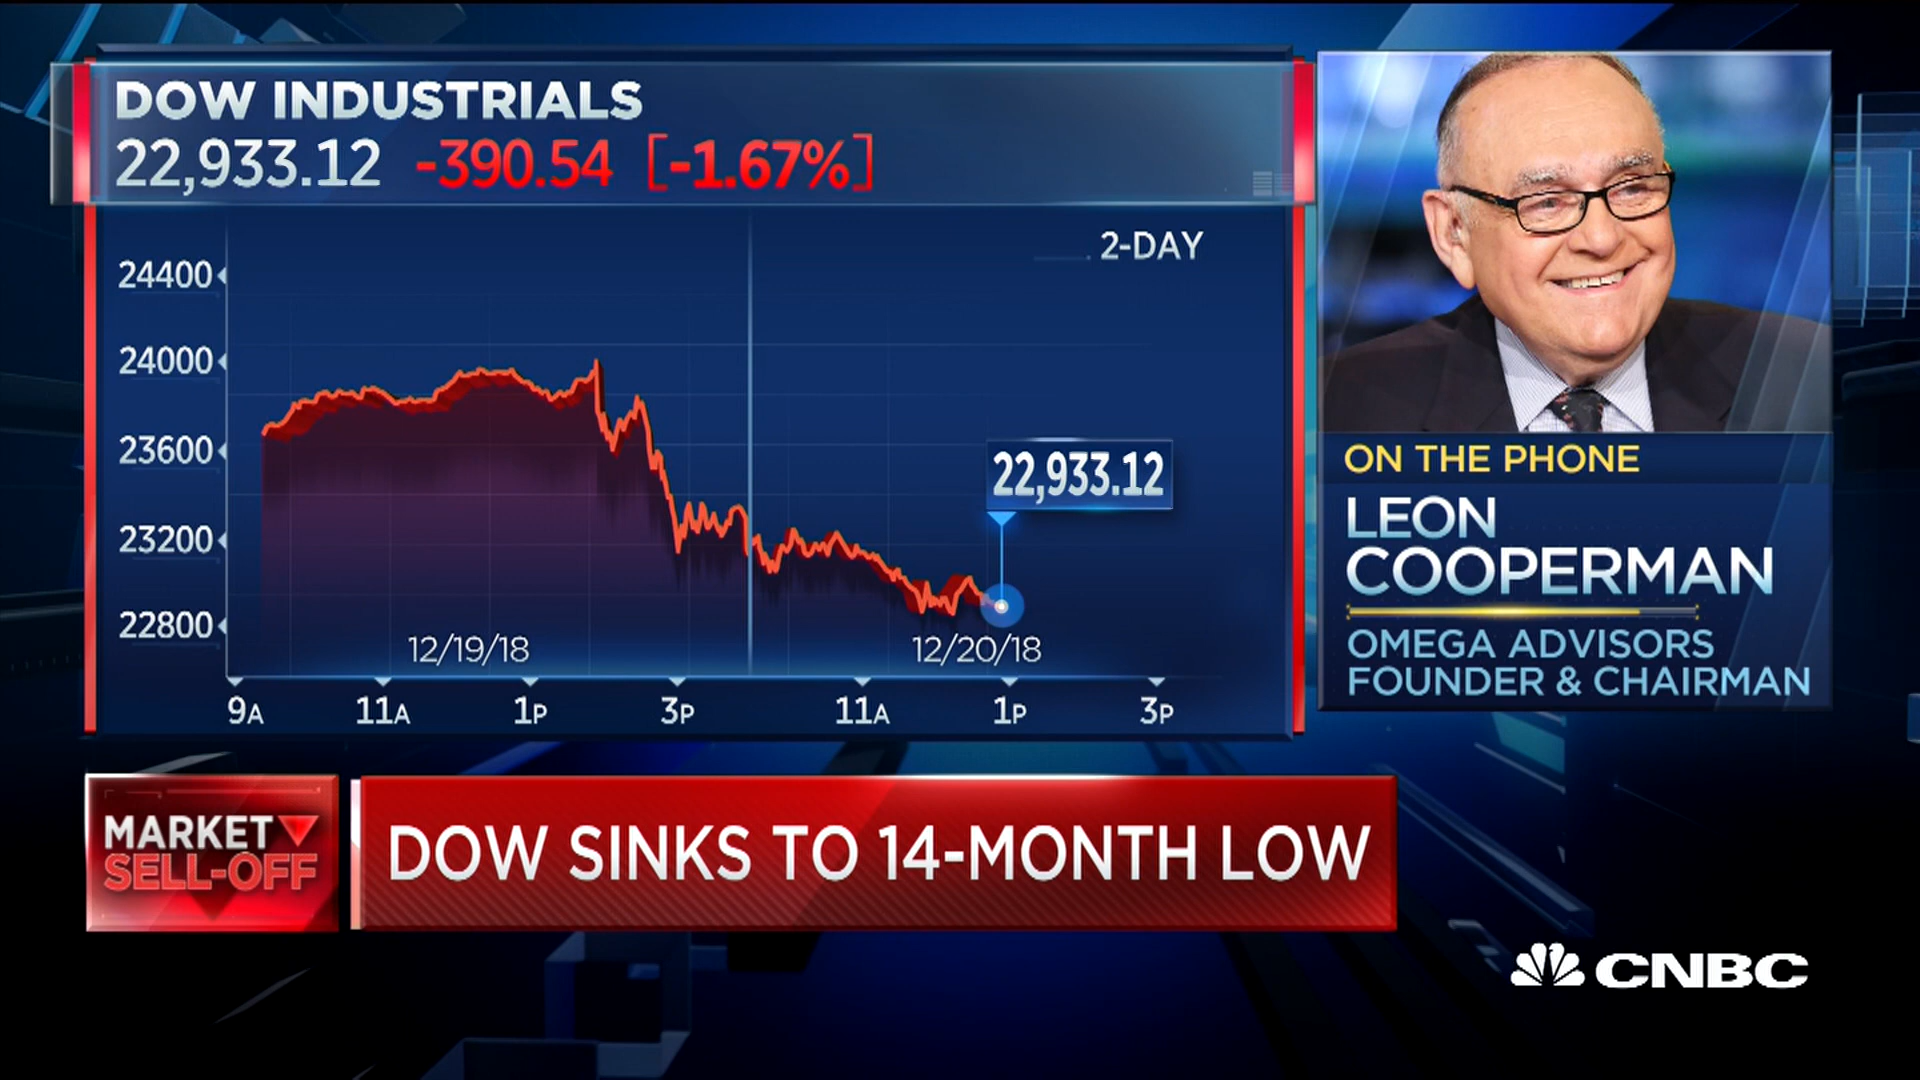 DOW INDUSTRIALS
22,933.12 -390.54 [-1.67%]
2-DAY
24400
24000
23600
23200
22800
22,933.12
12/19/18 12/20/18
9A 11A 1P 3P 11A 1P 3P
ON THE PHONE
LEON
COOPERMAN
OMEGA ADVISORS
FOUNDER & CHAIRMAN
MARKET
SELL-OFF
DOW SINKS TO 14-MONTH LOW
CNBC